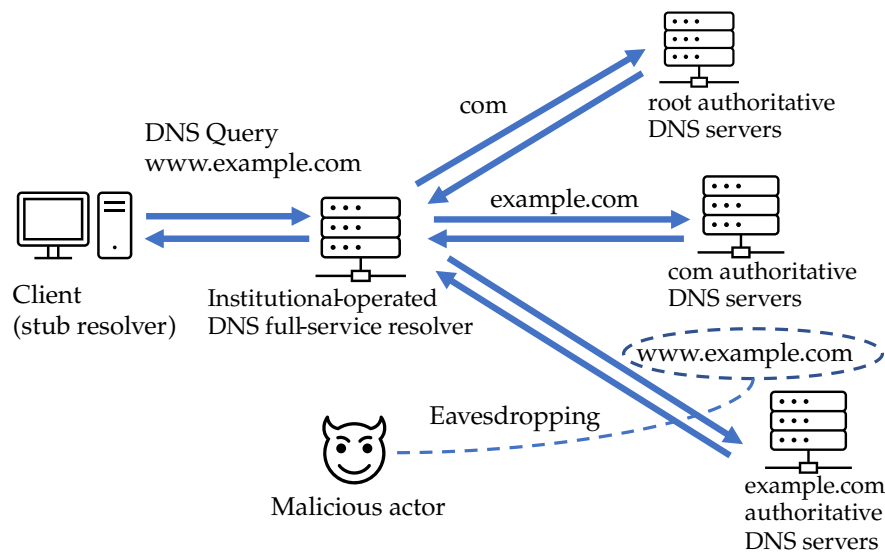 DNS Query
www.example.com
com
root authoritative
DNS servers
example.com
com authoritative
DNS servers
Client
(stub resolver)
Institutional-operated
DNS full-service resolver
www.example.com
Eavesdropping
Malicious actor
example.com
authoritative
DNS servers